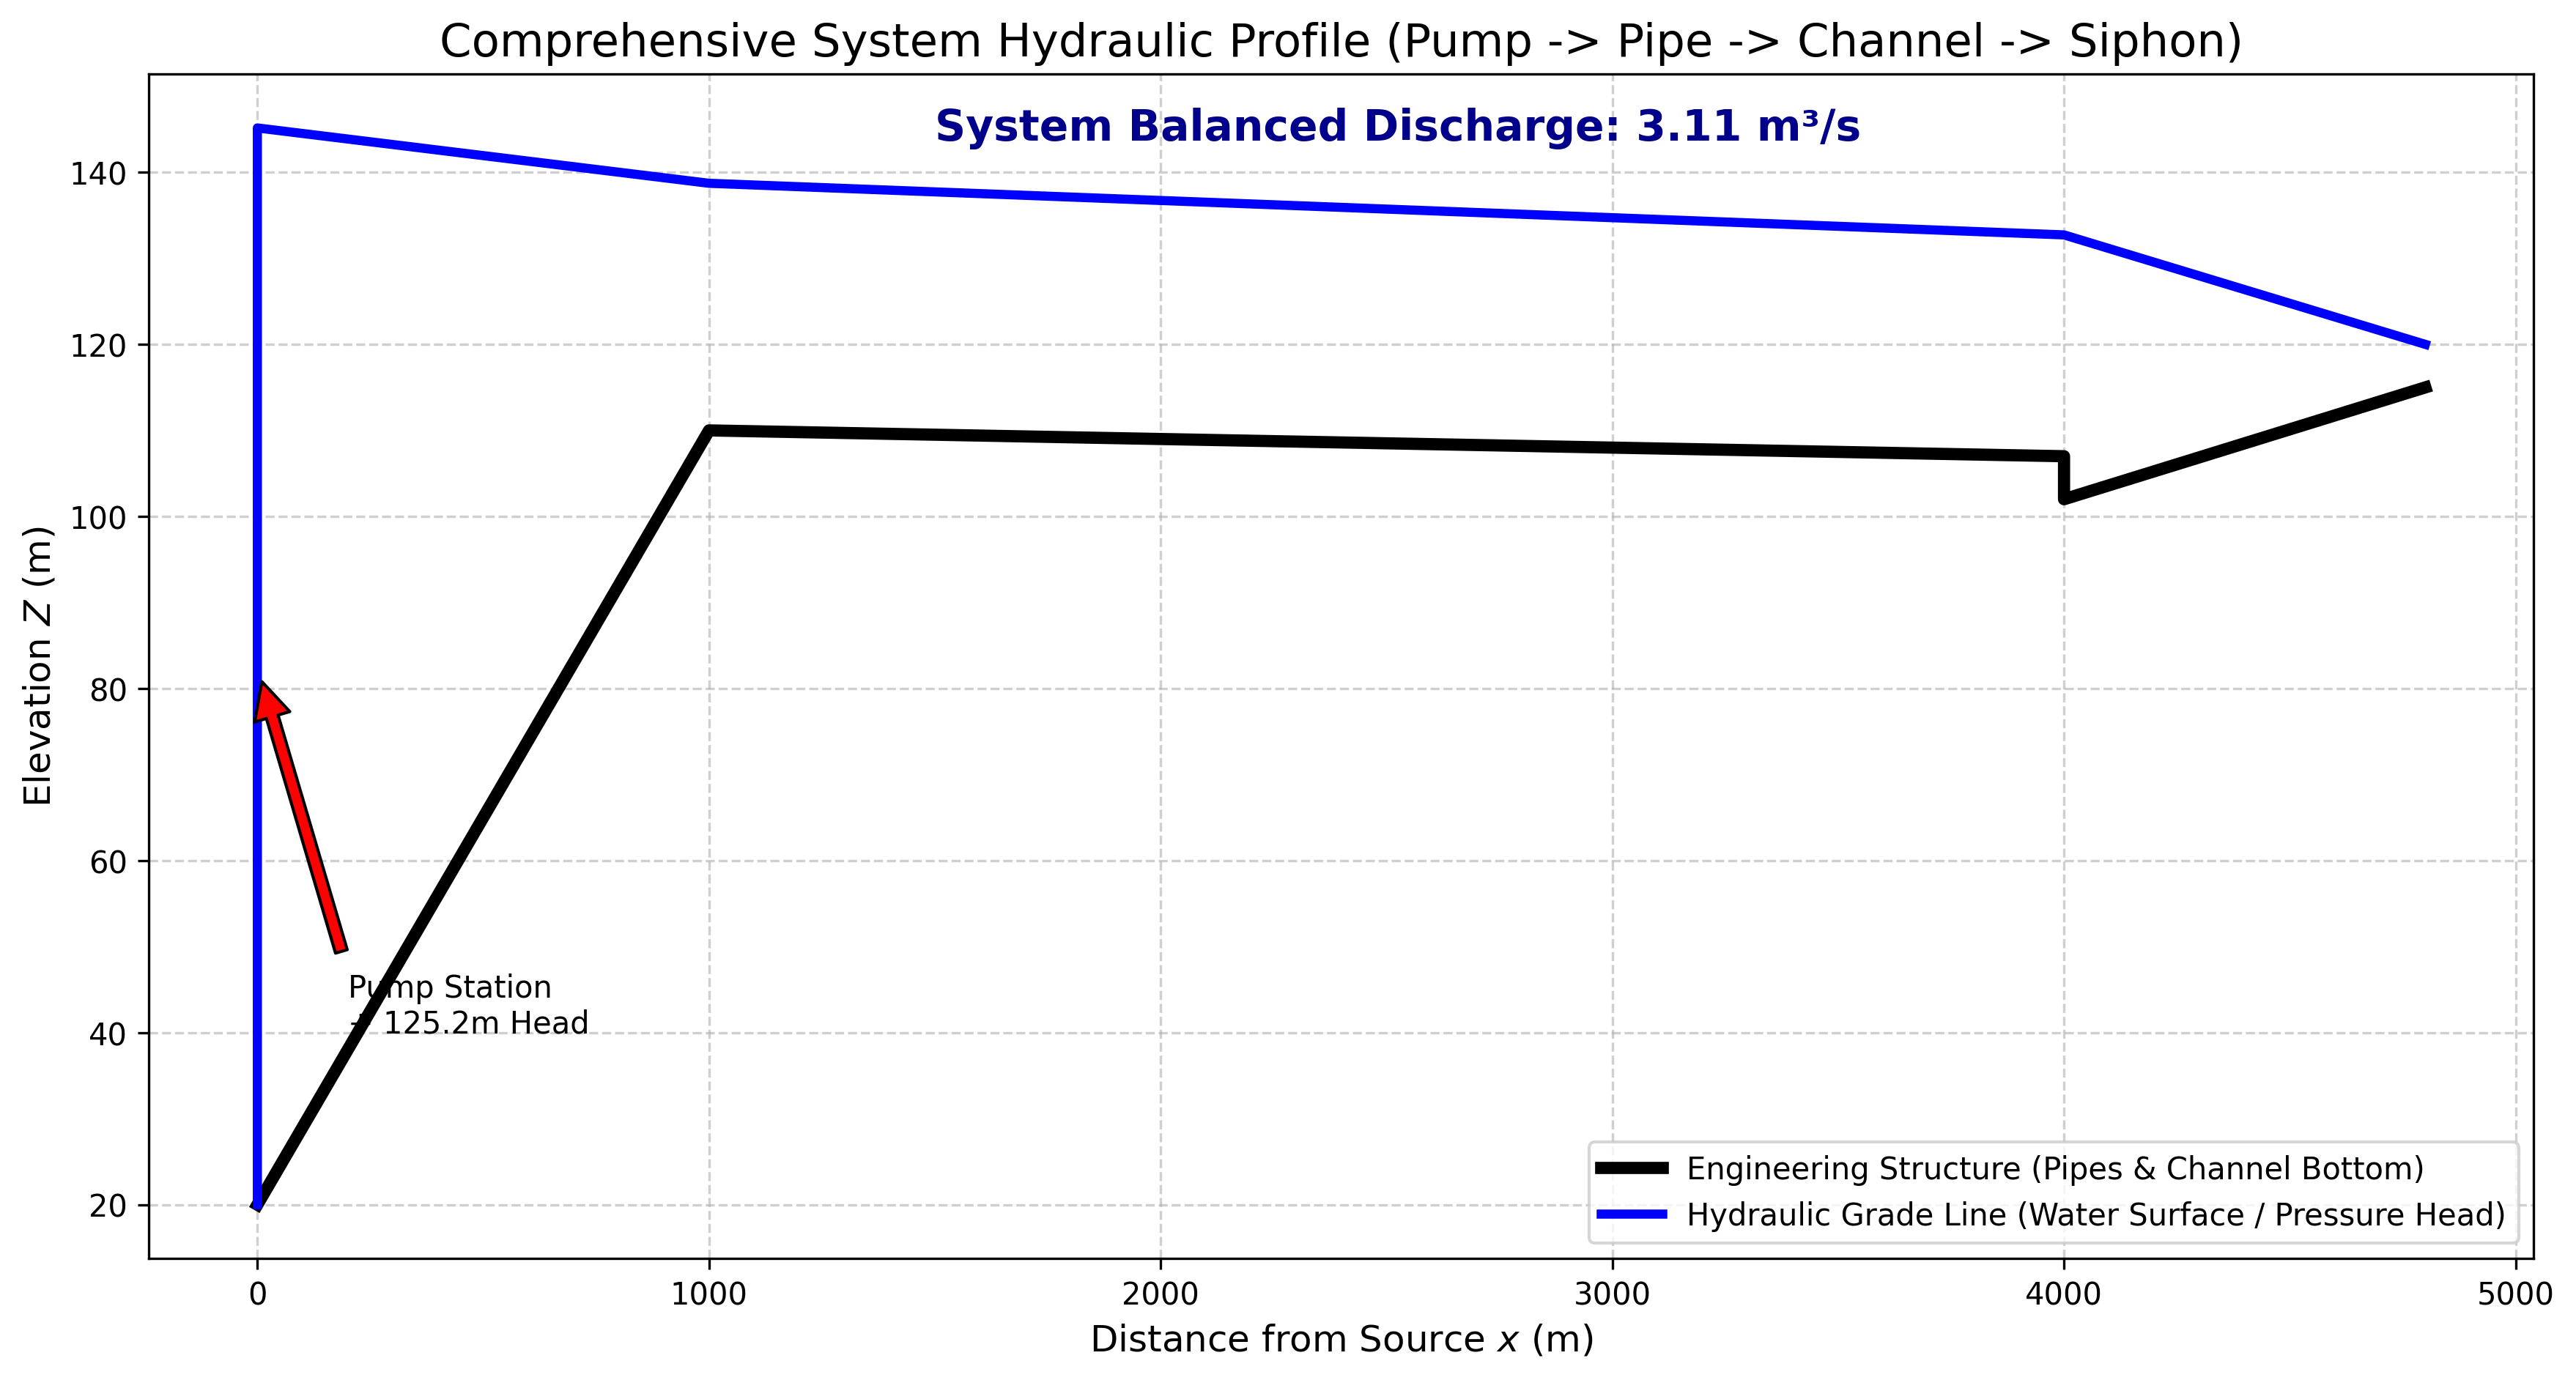 Comprehensive System Hydraulic Profile (Pump -> Pipe -> Channel -> Siphon)
System Balanced Discharge: 3.11 m³/s
Elevation Z (m)
140
120
100
80
60
40
20
Pump Station
+ 125.2m Head
Engineering Structure (Pipes & Channel Bottom)
Hydraulic Grade Line (Water Surface / Pressure Head)
0
1000
2000
3000
4000
5000
Distance from Source x (m)